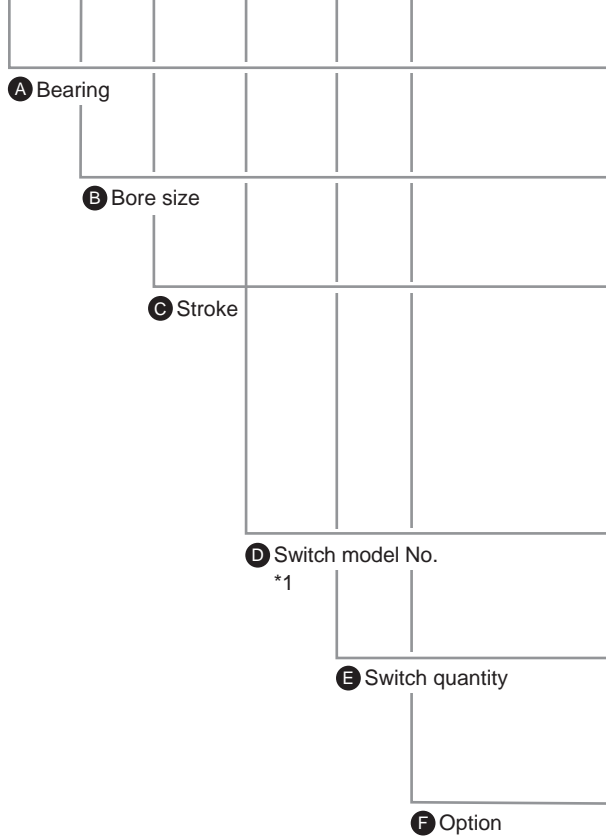 A Bearing
B Bore size
C Stroke
D Switch model No.
*1
E Switch quantity
F Option